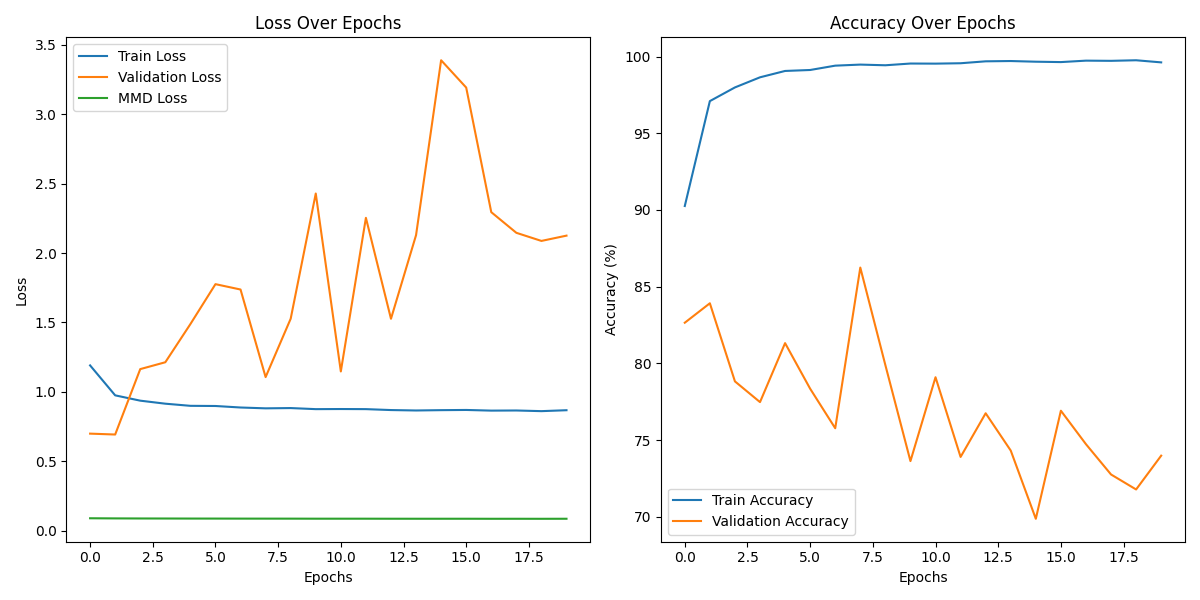 Loss Over Epochs
Train Loss
Validation Loss
MMD Loss
3.5
3.0
2.5
2.0
1.5
1.0
0.5
0.0
Loss
0.0 2.5 5.0 7.5 10.0 12.5 15.0 17.5
Epochs
Accuracy Over Epochs
100
95
90
85
80
75
70
Accuracy (%)
Train Accuracy
Validation Accuracy
0.0 2.5 5.0 7.5 10.0 12.5 15.0 17.5
Epochs